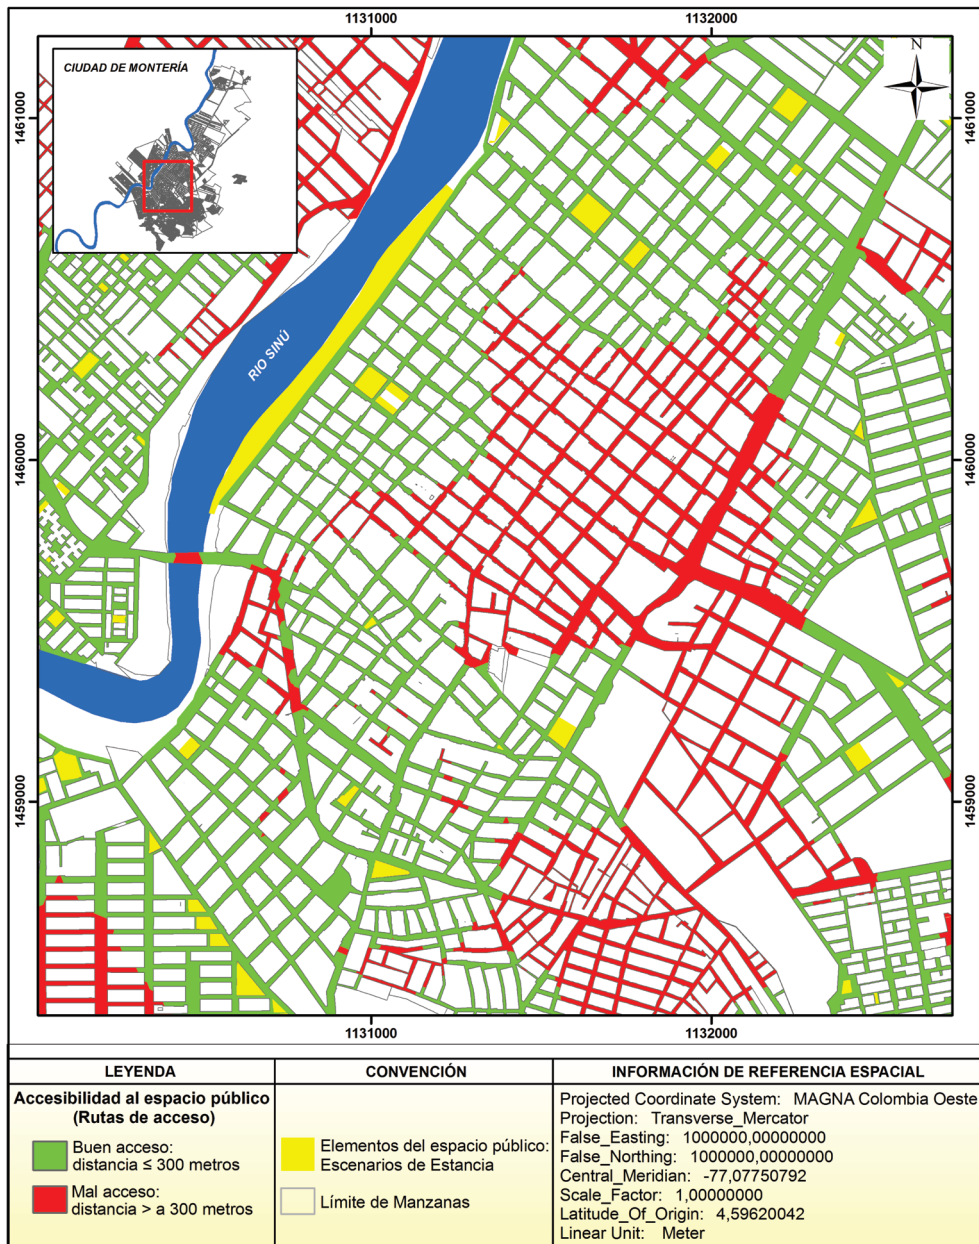 1131000
1132000
CIUDAD DE MONTERÍA
N
1461000
1461000
RIO SINÚ
1460000
1460000
1459000
1459000
1131000
1132000
LEYENDA
Accesibilidad al espacio público
(Rutas de acceso)
Buen acceso:
distancia ≤ 300 metros
Mal acceso:
distancia > a 300 metros
CONVENCIÓN
Elementos del espacio público:
Escenarios de Estancia
Límite de Manzanas
INFORMACIÓN DE REFERENCIA ESPACIAL
Projected Coordinate System: MAGNA Colombia Oeste
Projection: Transverse_Mercator
False_Easting: 1000000,00000000
False_Northing: 1000000,00000000
Central_Meridian: -77,07750792
Scale_Factor: 1,00000000
Latitude_Of_Origin: 4,59620042
Linear Unit: Meter